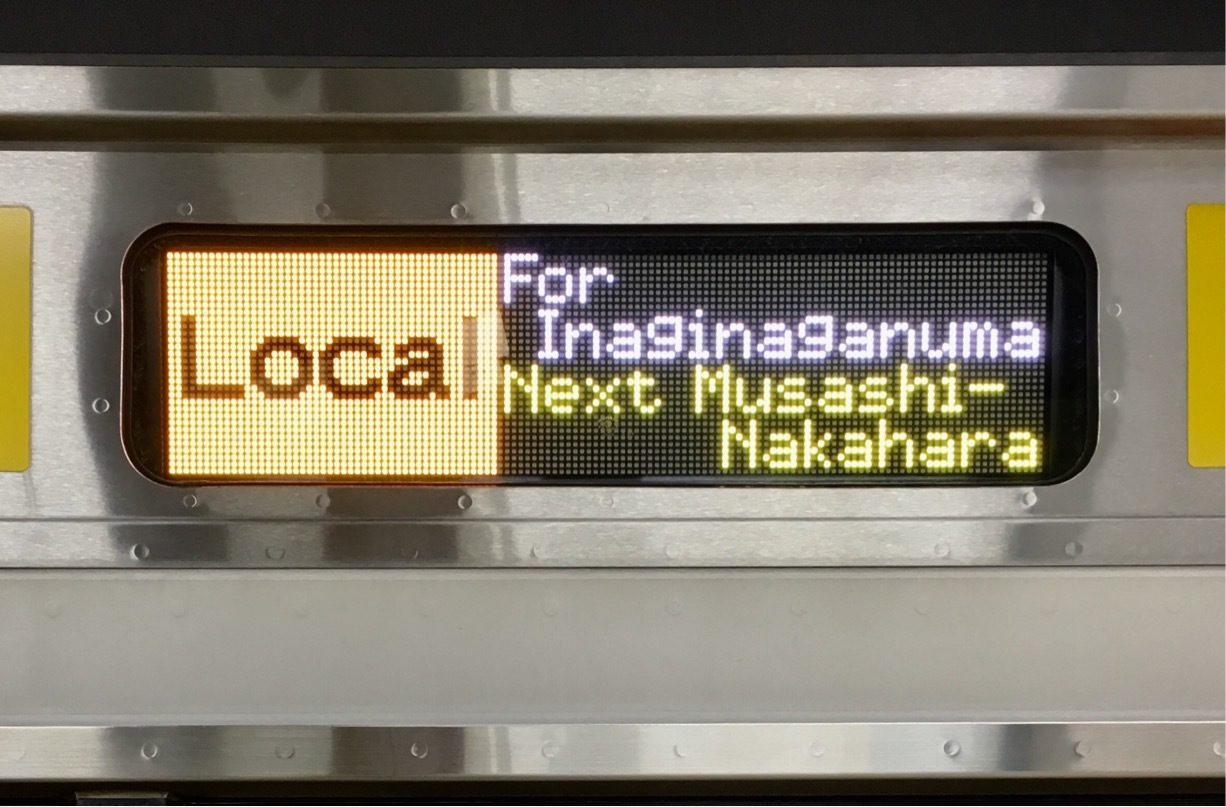 Local
For
Inaginaganuma
Next Musashi-
Nakahara